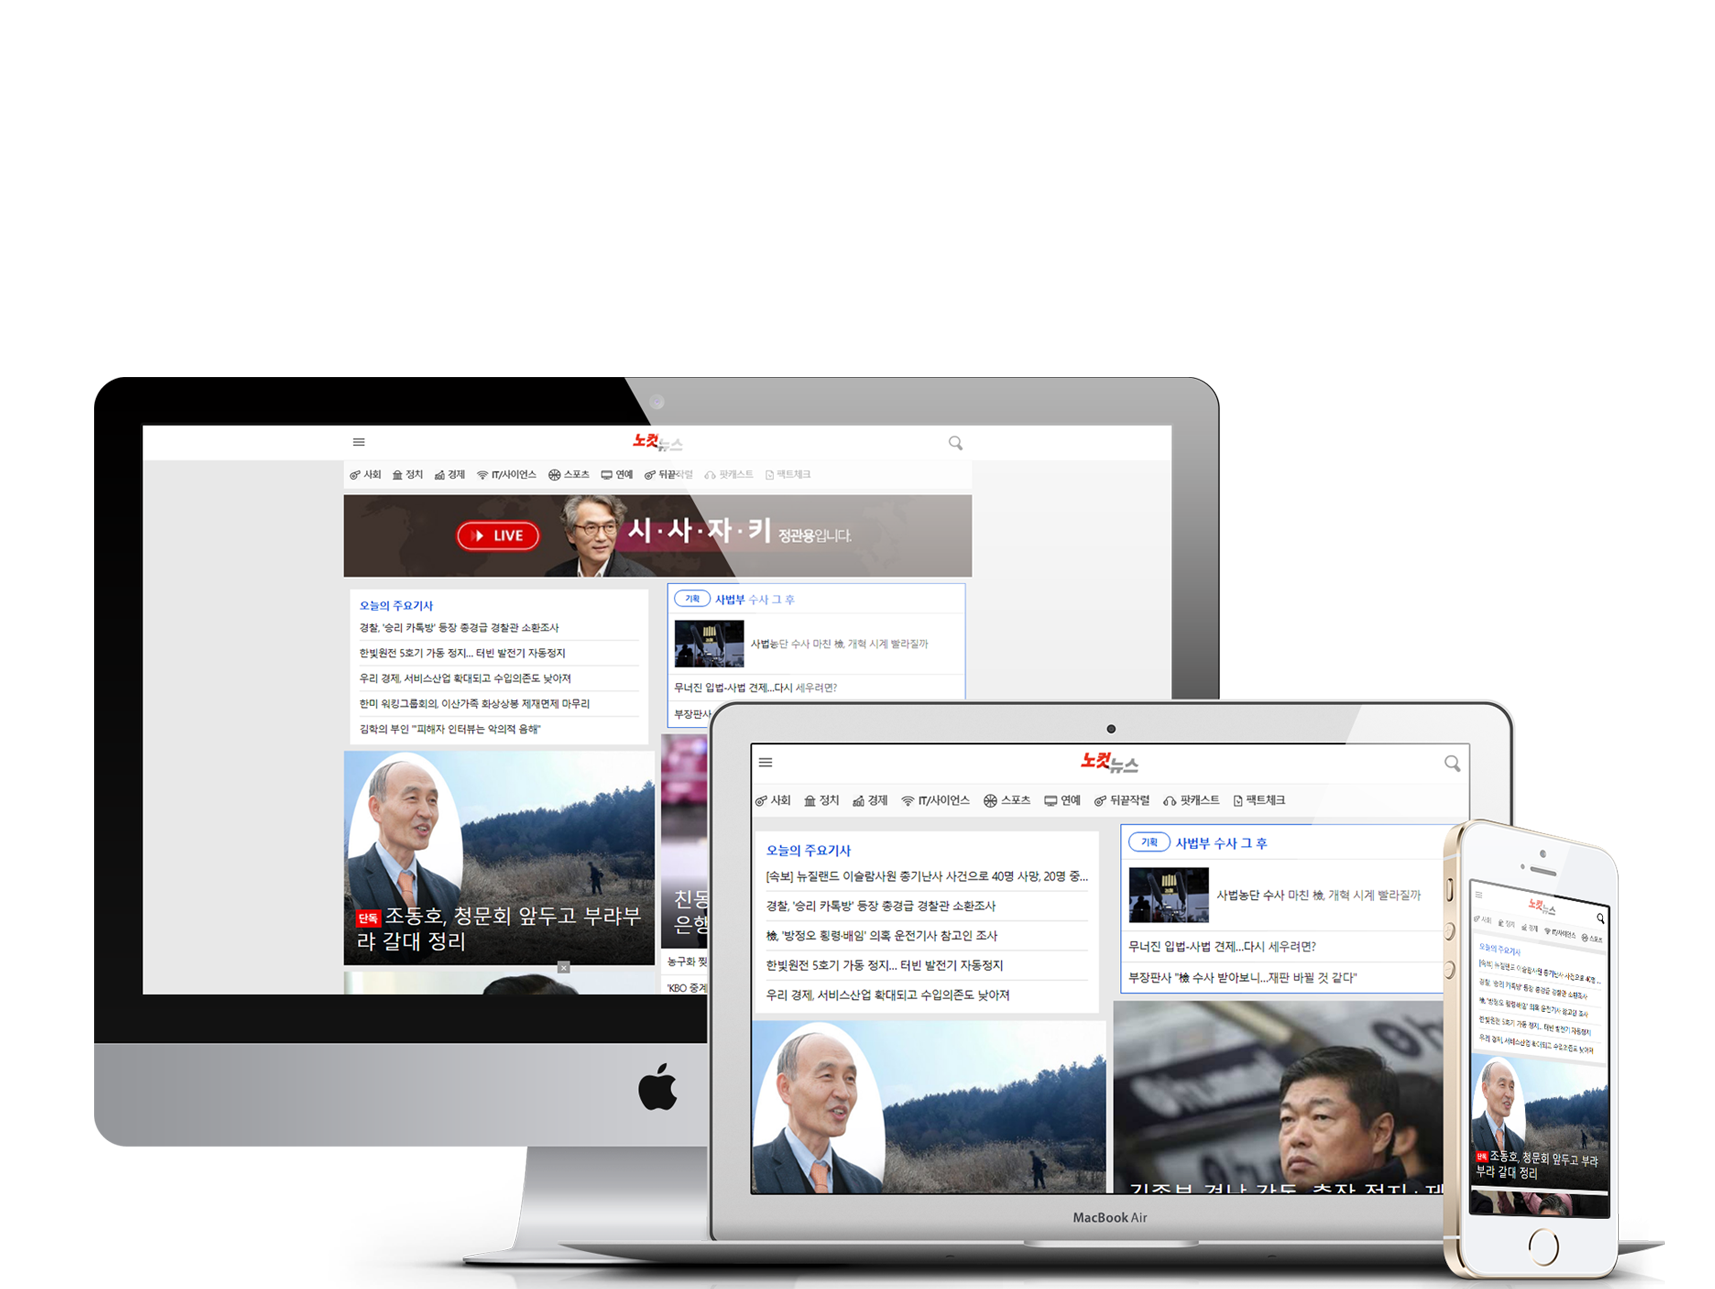 노컷뉴스
사회 정치 경제 IT/사이언스 스포츠 연예 뒤끝작렬 팟캐스트 팩트체크
LIVE
시·사·자·키 정관용입니다.
오늘의 주요기사
경찰, '승리 카톡방' 등장 총경급 경찰관 소환조사
한빛원전 5호기 가동 정지... 터빈 발전기 자동정지
우리 경제, 서비스산업 확대되고 수입의존도 낮아져
한미 워킹그룹회의, 이산가족 화상상봉 제재면제 마무리
김학의 부인 "피해자 인터뷰는 악의적 음해"
기획 사법부 수사 그 후
사법농단 수사 마친 檢, 개혁 시계 빨라질까
무너진 입법-사법 견제...다시 세우려면?
부장판사
단독 조동호, 청문회 앞두고 부랴부
랴 갈대 정리
친동
은행
농구화 찢
'KBO 중계
노컷뉴스
사회 정치 경제 IT/사이언스 스포츠 연예 뒤끝작렬 팟캐스트 팩트체크
오늘의 주요기사
[속보] 뉴질랜드 이슬람사원 총기난사 사건으로 40명 사망, 20명 중...
경찰, '승리 카톡방' 등장 총경급 경찰관 소환조사
檢, '방정오 횡령·배임' 의혹 운전기사 참고인 조사
한빛원전 5호기 가동 정지... 터빈 발전기 자동정지
우리 경제, 서비스산업 확대되고 수입의존도 낮아져
기획 사법부 수사 그 후
사법농단 수사 마친 檢, 개혁 시계 빨라질까
무너진 입법-사법 견제...다시 세우려면?
부장판사 "檢 수사 받아보니...재판 바뀔 것 같다"
김종부 경남 감독, 출장 정지·제
MacBook Air
노컷뉴스
사회 정치 경제 IT/사이언스 스포츠
오늘의 주요기사
[속보] 뉴질랜드 이슬람사원 총기난사 사건으로 40명 ...
경찰, '승리 카톡방' 등장 총경급 경찰관 소환조사
檢, '방정오 횡령·배임' 의혹 운전기사 참고인 조사
한빛원전 5호기 가동 정지... 터빈 발전기 자동정지
우리 경제, 서비스산업 확대되고 수입의존도 낮아져
단독 조동호, 청문회 앞두고 부랴
부랴 갈대 정리